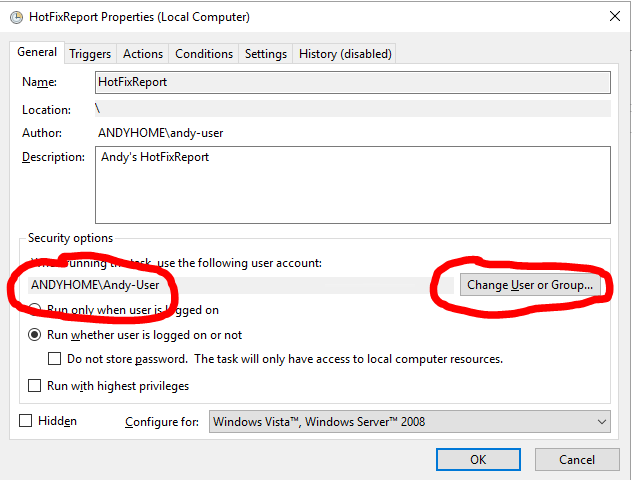 HotFixReport Properties (Local Computer)
General Triggers Actions Conditions Settings History (disabled)
Name: HotFixReport
Location: \
Author: ANDYHOME\andy-user
Description: Andy's HotFixReport
Security options
When running the task, use the following user account:
ANDYHOME\Andy-User Change User or Group...
Run only when user is logged on
Run whether user is logged on or not
Do not store password. The task will only have access to local computer resources.
Run with highest privileges
Hidden Configure for: Windows Vista™, Windows Server™ 2008
OK Cancel